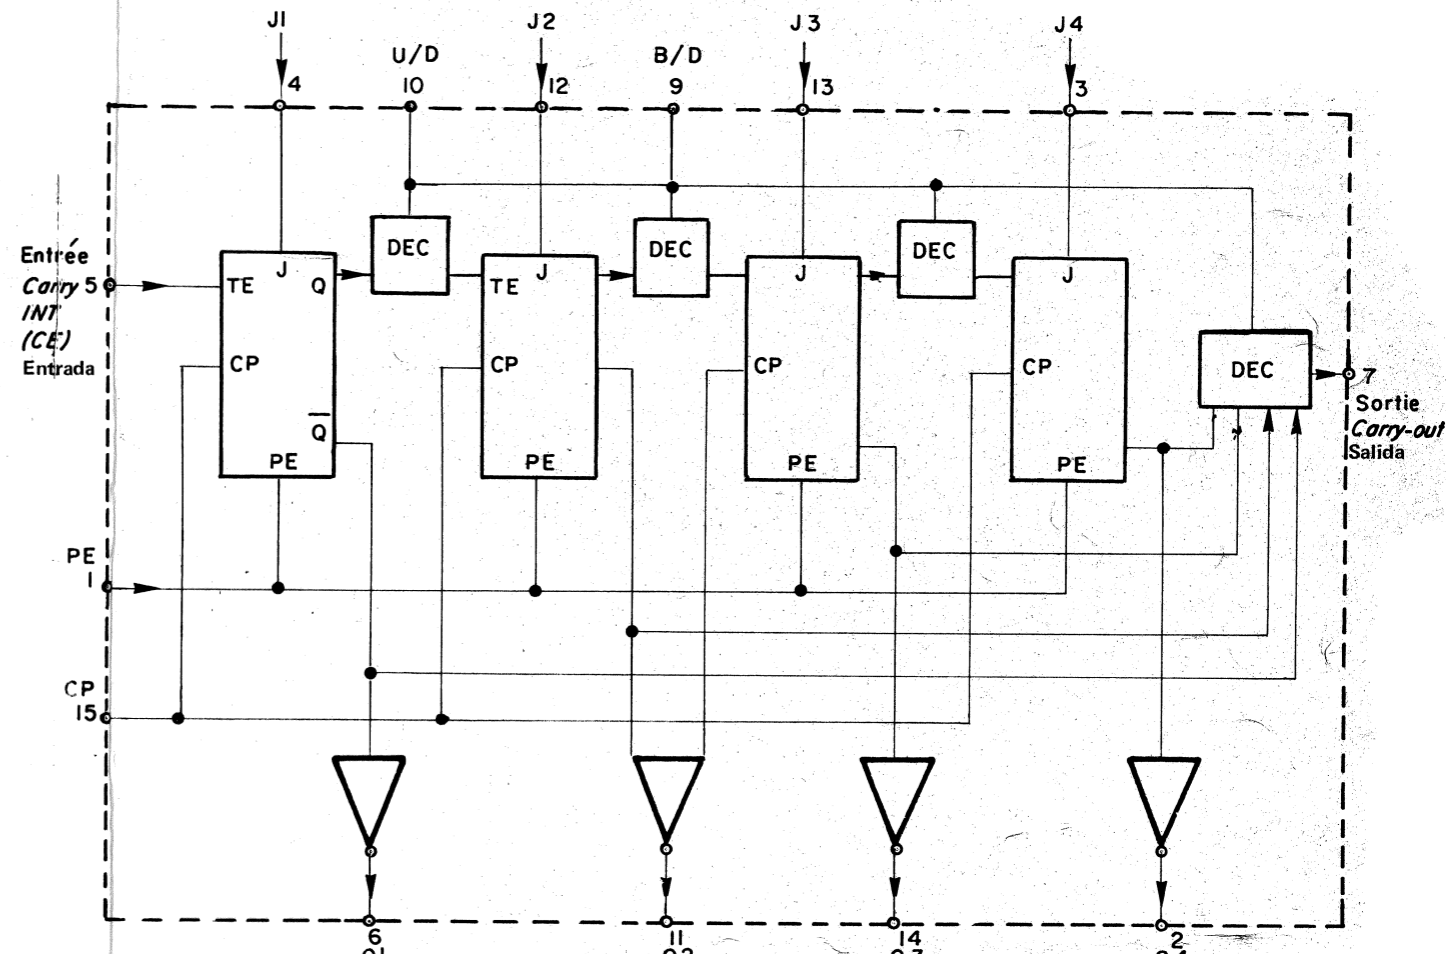 J1
J2
J3
J4
U/D
B/D
4
10
12
9
13
3
DEC
DEC
DEC
J
J
J
J
Entrée
Carry 5
INT
(CE)
Entrada
TE
Q
TE
CP
CP
CP
CP
DEC
7
Sortie
Carry-out
Salida
Q
PE
PE
PE
PE
PE
1
CP
15
6
11
14
2